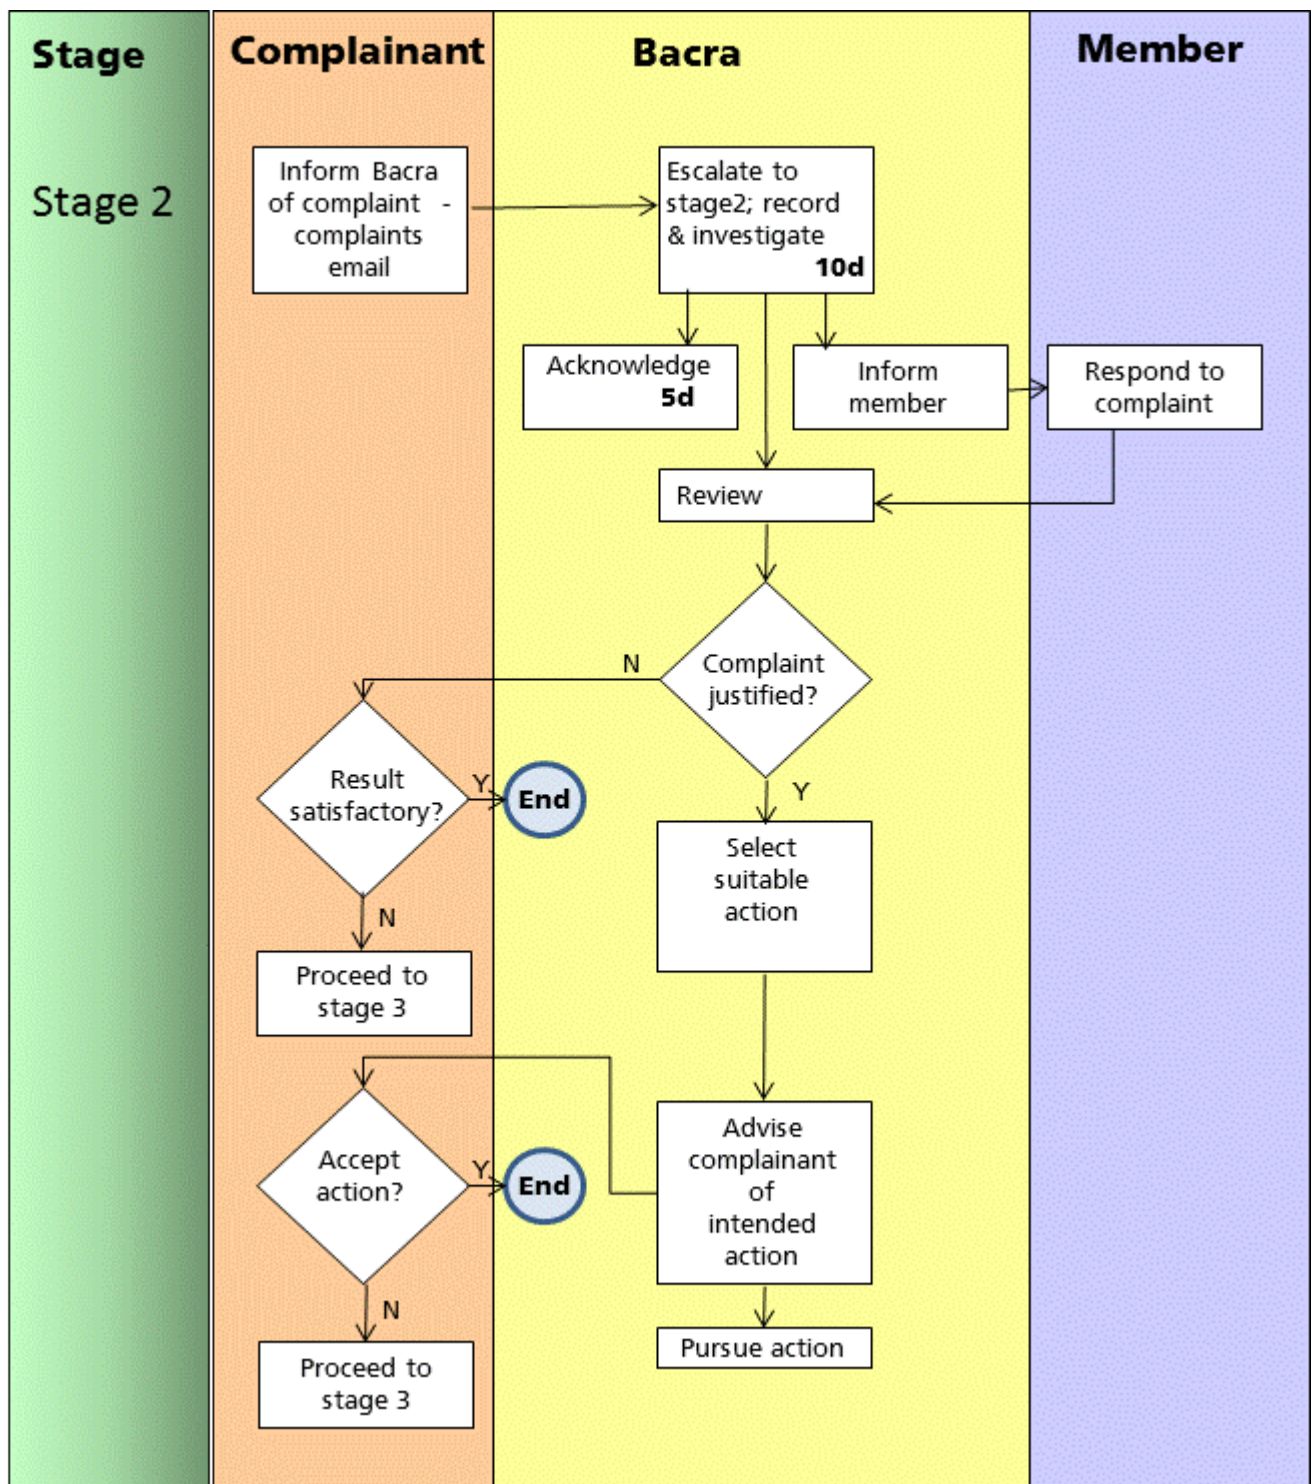 Stage
Complainant
Bacra
Member
Stage 2
Inform Bacra
of complaint -
complaints
email
Escalate to
stage2; record
& investigate
10d
Acknowledge
5d
Inform
member
Respond to
complaint
Review
Complaint
justified?
N
Y
Result
satisfactory?
Y
End
N
Proceed to
stage 3
Select
suitable
action
Advise
complainant
of
intended
action
Accept
action?
Y
End
N
Proceed to
stage 3
Pursue action